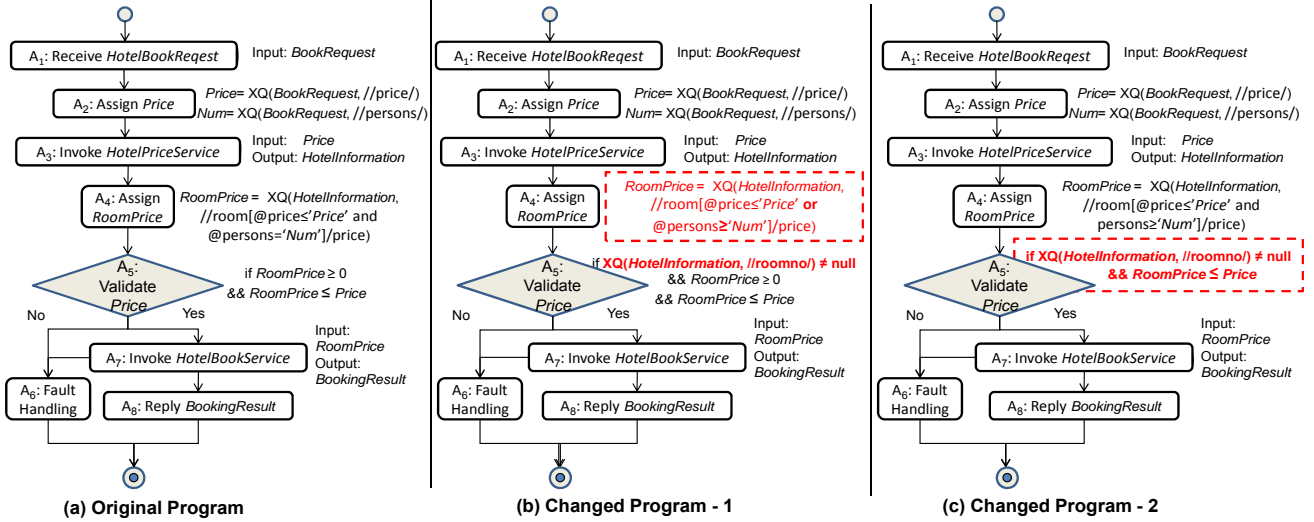 A₁: Receive HotelBookReqest
Input: BookRequest
A₂: Assign Price
Price= XQ(BookRequest, //price/)
Num= XQ(BookRequest, //persons/)
A₃: Invoke HotelPriceService
Input: Price
Output: HotelInformation
A₄: Assign
RoomPrice
RoomPrice = XQ(HotelInformation,
//room[@price≤'Price' and
@persons=‘Num’]/price)
A₅:
Validate
Price
if RoomPrice ≥ 0
&& RoomPrice ≤ Price
No
Yes
Input:
RoomPrice
Output:
BookingResult
A₇: Invoke HotelBookService
A₆: Fault
Handling
A₈: Reply BookingResult
(a) Original Program
A₁: Receive HotelBookReqest
Input: BookRequest
A₂: Assign Price
Price= XQ(BookRequest, //price/)
Num= XQ(BookRequest, //persons/)
A₃: Invoke HotelPriceService
Input: Price
Output: HotelInformation
A₄: Assign
RoomPrice
RoomPrice = XQ(HotelInformation,
//room[@price≤'Price' or
@persons≥‘Num’]/price)
A₅:
Validate
Price
if XQ(HotelInformation, //roomno/) ≠ null
&& RoomPrice ≥ 0
&& RoomPrice ≤ Price
No
Yes
Input:
RoomPrice
Output:
BookingResult
A₇: Invoke HotelBookService
A₆: Fault
Handling
A₈: Reply BookingResult
(b) Changed Program - 1
A₁: Receive HotelBookReqest
Input: BookRequest
A₂: Assign Price
Price= XQ(BookRequest, //price/)
Num= XQ(BookRequest, //persons/)
A₃: Invoke HotelPriceService
Input: Price
Output: HotelInformation
A₄: Assign
RoomPrice
RoomPrice = XQ(HotelInformation,
//room[@price≤'Price' and
persons≥‘Num’]/price)
A₅:
Validate
Price
if XQ(HotelInformation, //roomno/) ≠ null
&& RoomPrice ≤ Price
No
Yes
Input:
RoomPrice
Output:
BookingResult
A₇: Invoke HotelBookService
A₆: Fault
Handling
A₈: Reply BookingResult
(c) Changed Program - 2